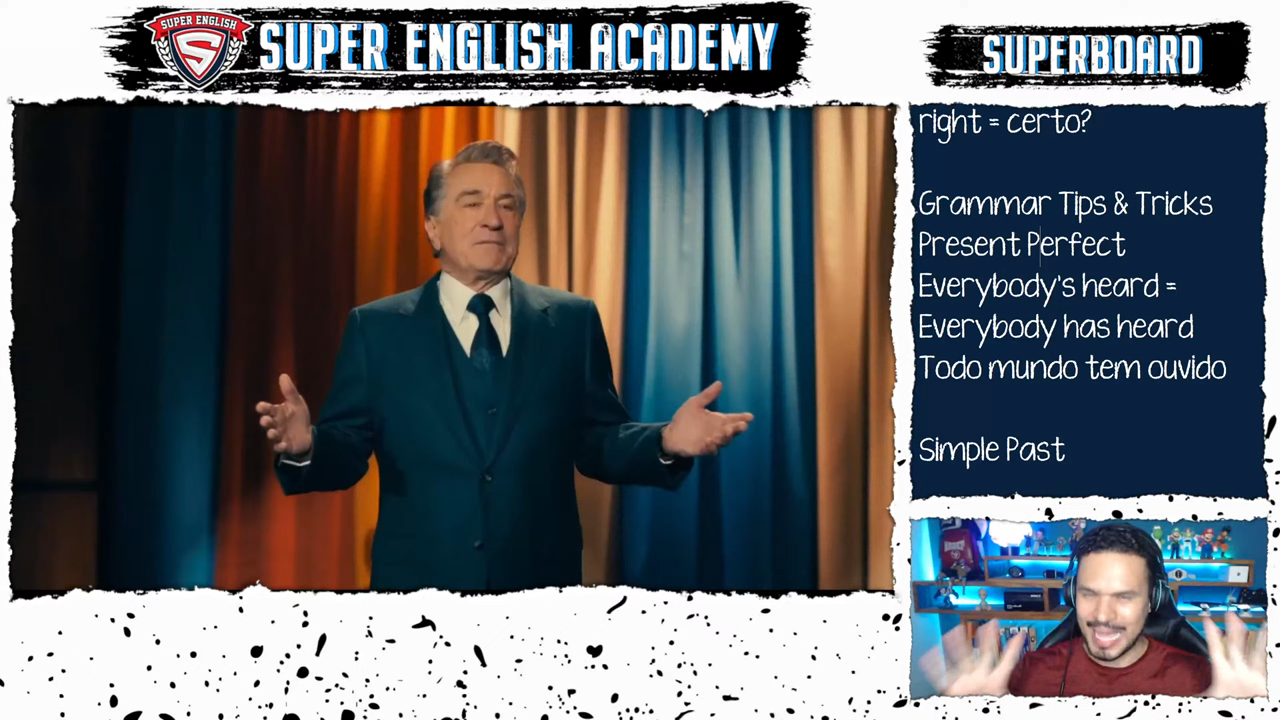 SUPER ENGLISH
S
SUPER ENGLISH ACADEMY
SUPERBOARD
right = certo?
Grammar Tips & Tricks
Present Perfect
Everybody's heard =
Everybody has heard
Todo mundo tem ouvido
Simple Past